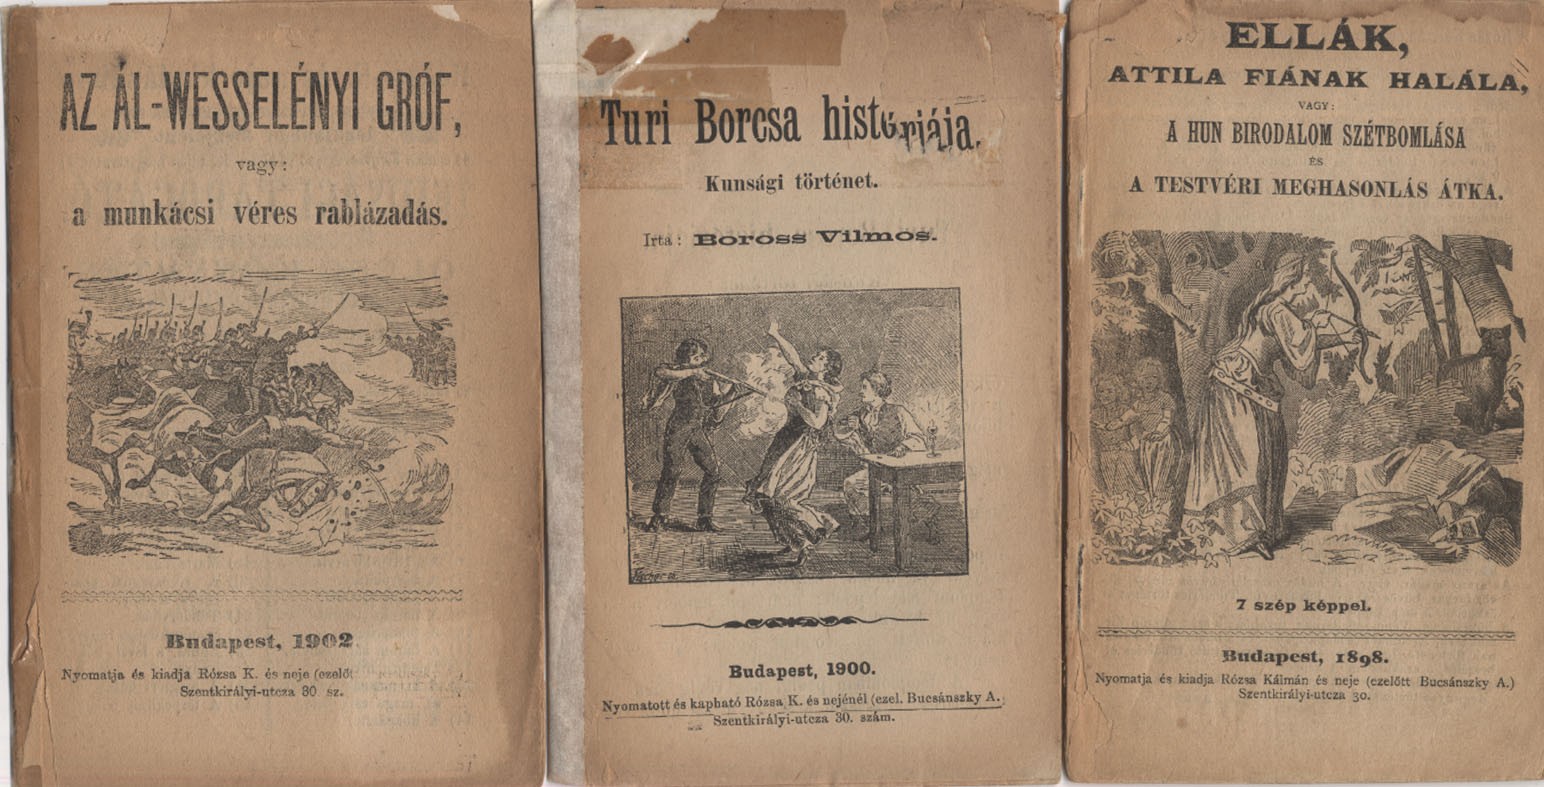 AZ ÁL-WESSELÉNYI GRÓF,
vagy:
a munkácsi véres rablázadás.
Budapest, 1902.
Nyomatja és kiadja Rózsa K. és neje (ezelőt
Szentkirályi-utcza 30. sz.
Turi Borcsa históriája.
Kunsági történet.
Irta: Boross Vilmos.
Budapest, 1900.
Nyomatott és kapható Rózsa K. és nejénél (ezel. Bucsánszky A.
Szentkirályi-utcza 30. szám.
ELLÁK,
ATTILA FIÁNAK HALÁLA,
VAGY:
A HUN BIRODALOM SZÉTBOMLÁSA
ÉS
A TESTVÉRI MEGHASONLÁS ÁTKA.
7 szép képpel.
Budapest, 1898.
Nyomatja és kiadja Rózsa Kálmán és neje (ezelőtt Bucsánszky A.)
Szentkirályi-utcza 30.